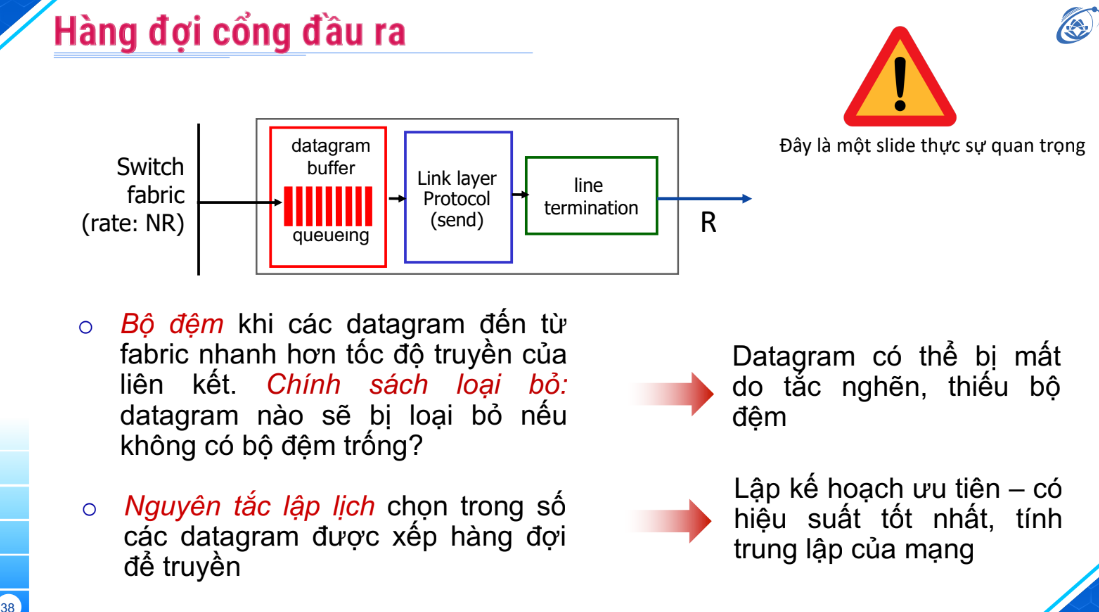 Hàng đợi cổng đầu ra
Đây là một slide thực sự quan trọng
Switch
fabric
(rate: NR)
datagram
buffer
queueing
Link layer
Protocol
(send)
line
termination
R
Bộ đệm khi các datagram đến từ
fabric nhanh hơn tốc độ truyền của
liên kết. Chính sách loại bỏ:
datagram nào sẽ bị loại bỏ nếu
không có bộ đệm trống?
Datagram có thể bị mất
do tắc nghẽn, thiếu bộ
đệm
Nguyên tắc lập lịch chọn trong số
các datagram được xếp hàng đợi
để truyền
Lập kế hoạch ưu tiên – có
hiệu suất tốt nhất, tính
trung lập của mạng
38